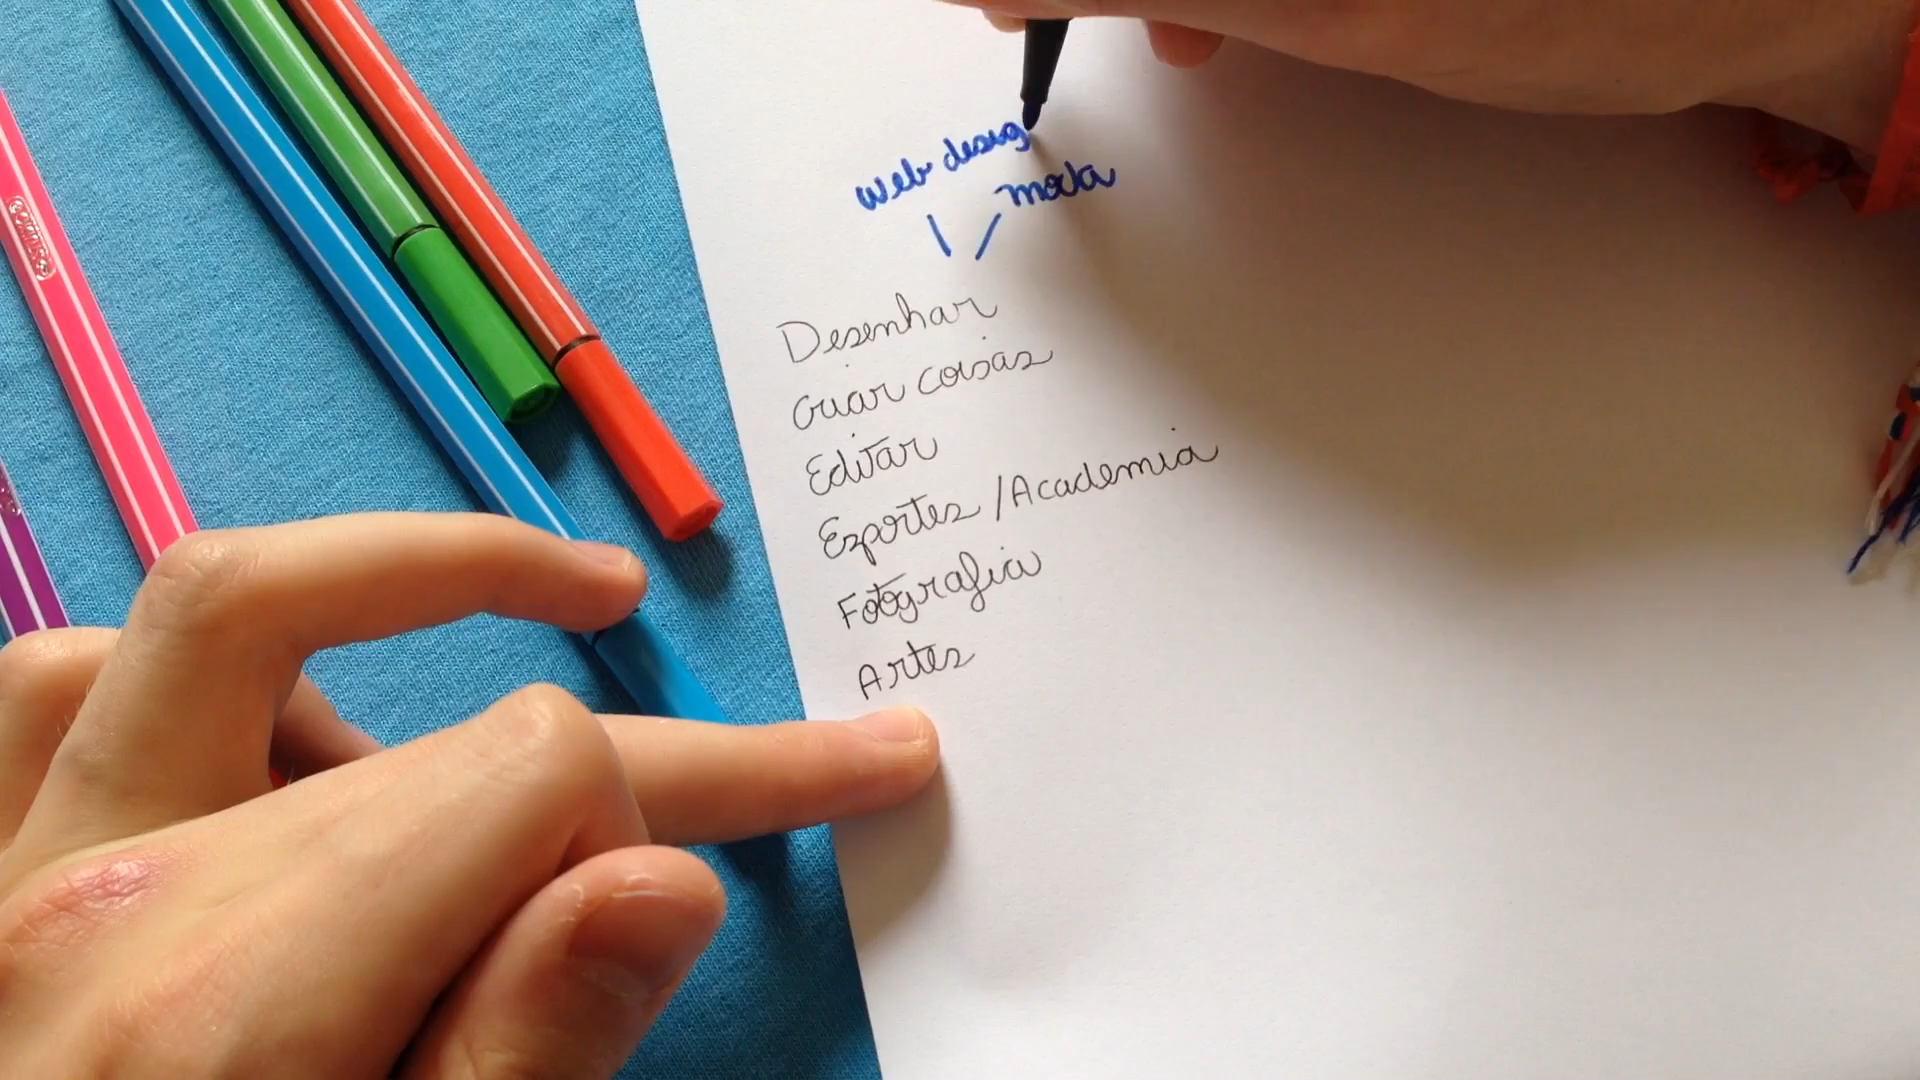 web desig
moda
Desenhar
Criar coisas
Editar
Esportes / Academia
Fotografia
Artes